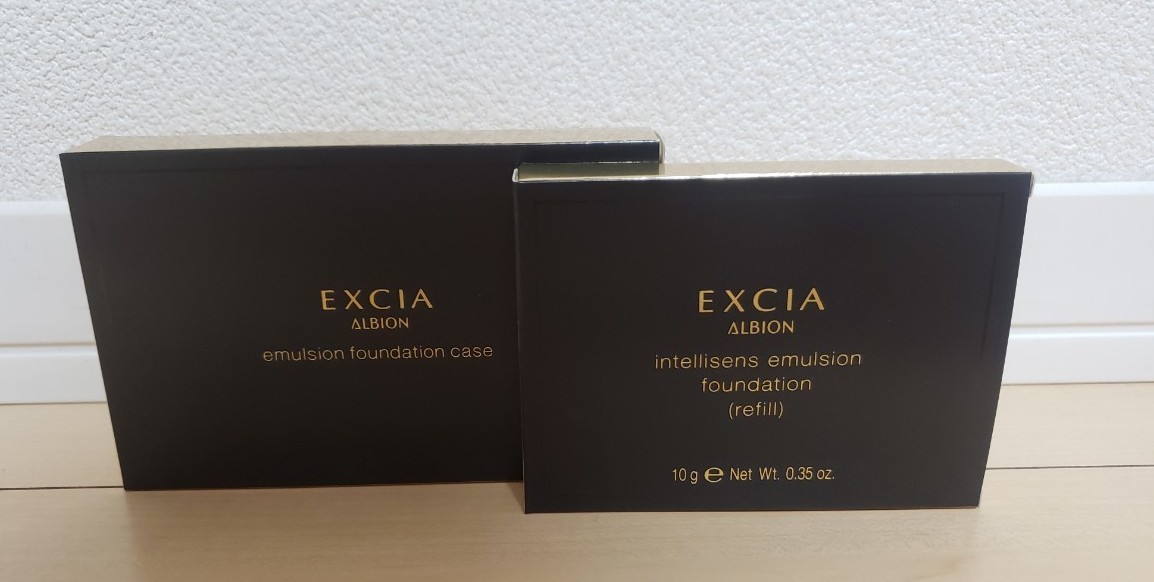 EXCIA
ALBION
emulsion foundation case
EXCIA
ALBION
intellisens emulsion
foundation
(refill)
10 g ℮ Net Wt. 0.35 oz.